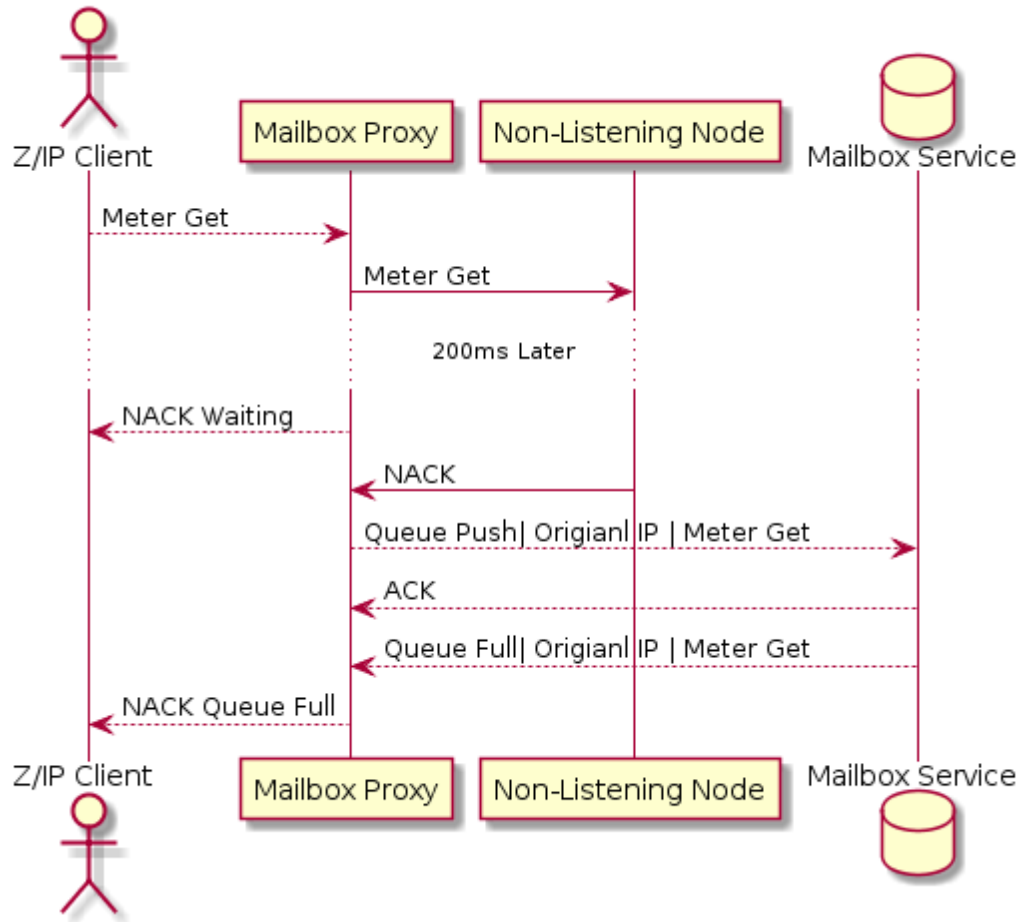 Z/IP Client
Mailbox Proxy
Non-Listening Node
Mailbox Service
Meter Get
Meter Get
200ms Later
NACK Waiting
NACK
Queue Push| Origianl IP | Meter Get
ACK
Queue Full| Origianl IP | Meter Get
NACK Queue Full
Z/IP Client
Mailbox Proxy
Non-Listening Node
Mailbox Service